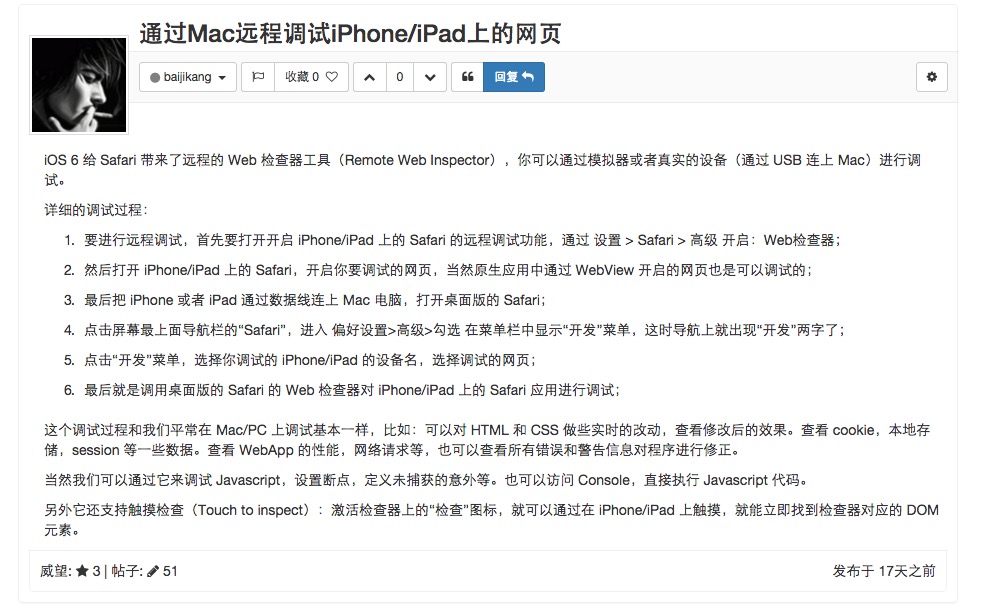 通过Mac远程调试iPhone/iPad上的网页
baijikang 收藏 0 0 回复
iOS 6 给 Safari 带来了远程的 Web 检查器工具（Remote Web Inspector），你可以通过模拟器或者真实的设备（通过 USB 连上 Mac）进行调
试。
详细的调试过程：
1. 要进行远程调试，首先要打开开启 iPhone/iPad 上的 Safari 的远程调试功能，通过 设置 > Safari > 高级 开启：Web检查器；
2. 然后打开 iPhone/iPad 上的 Safari，开启你要调试的网页，当然原生应用中通过 WebView 开启的网页也是可以调试的；
3. 最后把 iPhone 或者 iPad 通过数据线连上 Mac 电脑，打开桌面版的 Safari；
4. 点击屏幕最上面导航栏的“Safari”，进入 偏好设置>高级>勾选 在菜单栏中显示“开发”菜单，这时导航上就出现“开发”两字了；
5. 点击“开发”菜单，选择你调试的 iPhone/iPad 的设备名，选择调试的网页；
6. 最后就是调用桌面版的 Safari 的 Web 检查器对 iPhone/iPad 上的 Safari 应用进行调试；
这个调试过程和我们平常在 Mac/PC 上调试基本一样，比如：可以对 HTML 和 CSS 做些实时的改动，查看修改后的效果。查看 cookie，本地存
储，session 等一些数据。查看 WebApp 的性能，网络请求等，也可以查看所有错误和警告信息对程序进行修正。
当然我们可以通过它来调试 Javascript，设置断点，定义未捕获的意外等。也可以访问 Console，直接执行 Javascript 代码。
另外它还支持触摸检查（Touch to inspect）：激活检查器上的“检查”图标，就可以通过在 iPhone/iPad 上触摸，就能立即找到检查器对应的 DOM
元素。
威望: ★ 3 | 帖子: 51 发布于 17天之前